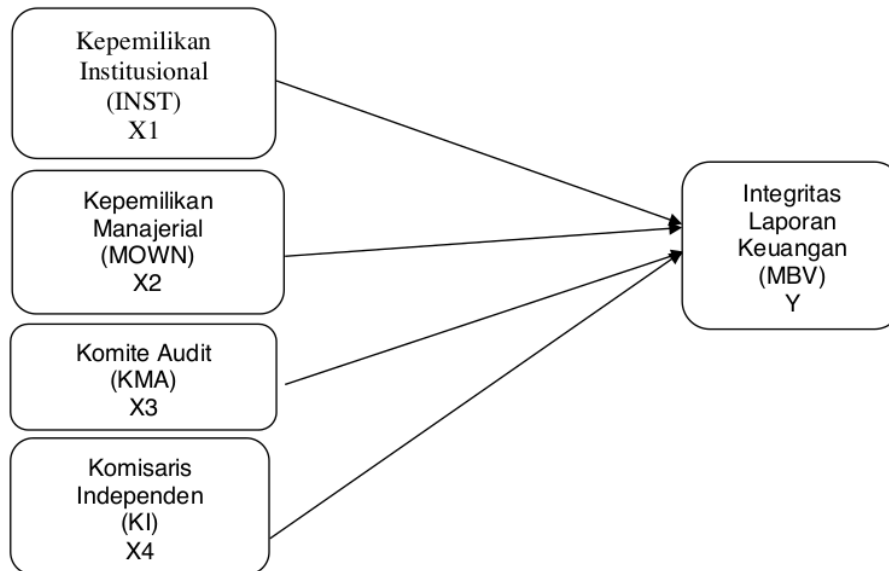 Kepemilikan
Institusional
(INST)
X1
Kepemilikan
Manajerial
(MOWN)
X2
Komite Audit
(KMA)
X3
Komisaris
Independen
(KI)
X4
Integritas
Laporan
Keuangan
(MBV)
Y